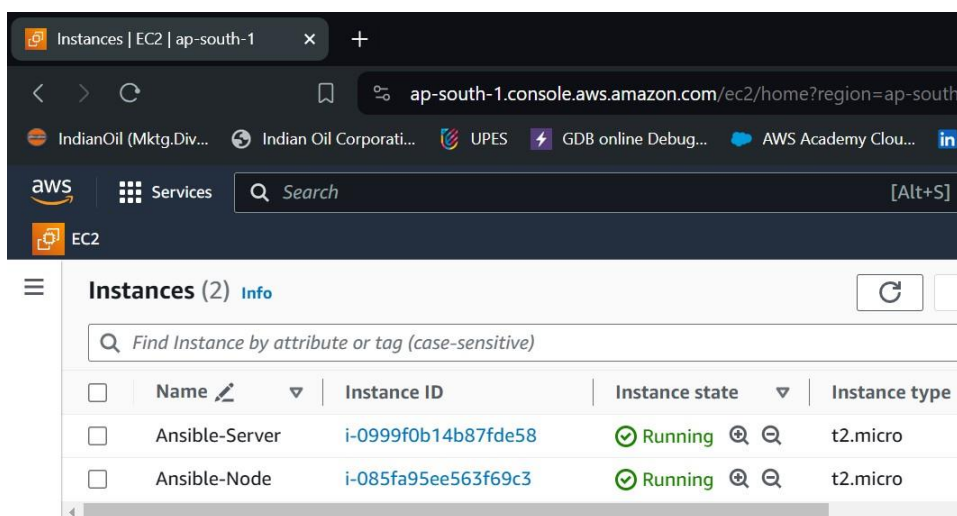 Instances | EC2 | ap-south-1
ap-south-1.console.aws.amazon.com/ec2/home?region=ap-south
IndianOil (Mktg.Div... Indian Oil Corporati... UPES GDB online Debug... AWS Academy Clou... in
aws Services Search [Alt+S]
EC2
Instances (2) Info
Find Instance by attribute or tag (case-sensitive)
Name Instance ID Instance state Instance type
Ansible-Server i-0999f0b14b87fde58 Running t2.micro
Ansible-Node i-085fa95ee563f69c3 Running t2.micro